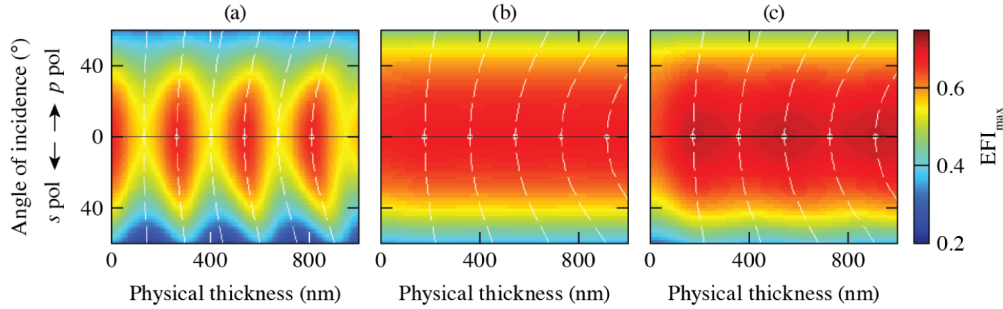 (a) (b) (c)
Angle of incidence (°)
s pol ← → p pol
40
0
40
0 400 800
0 400 800
0 400 800
Physical thickness (nm) Physical thickness (nm) Physical thickness (nm)
0.6
0.4
0.2
EFI_max